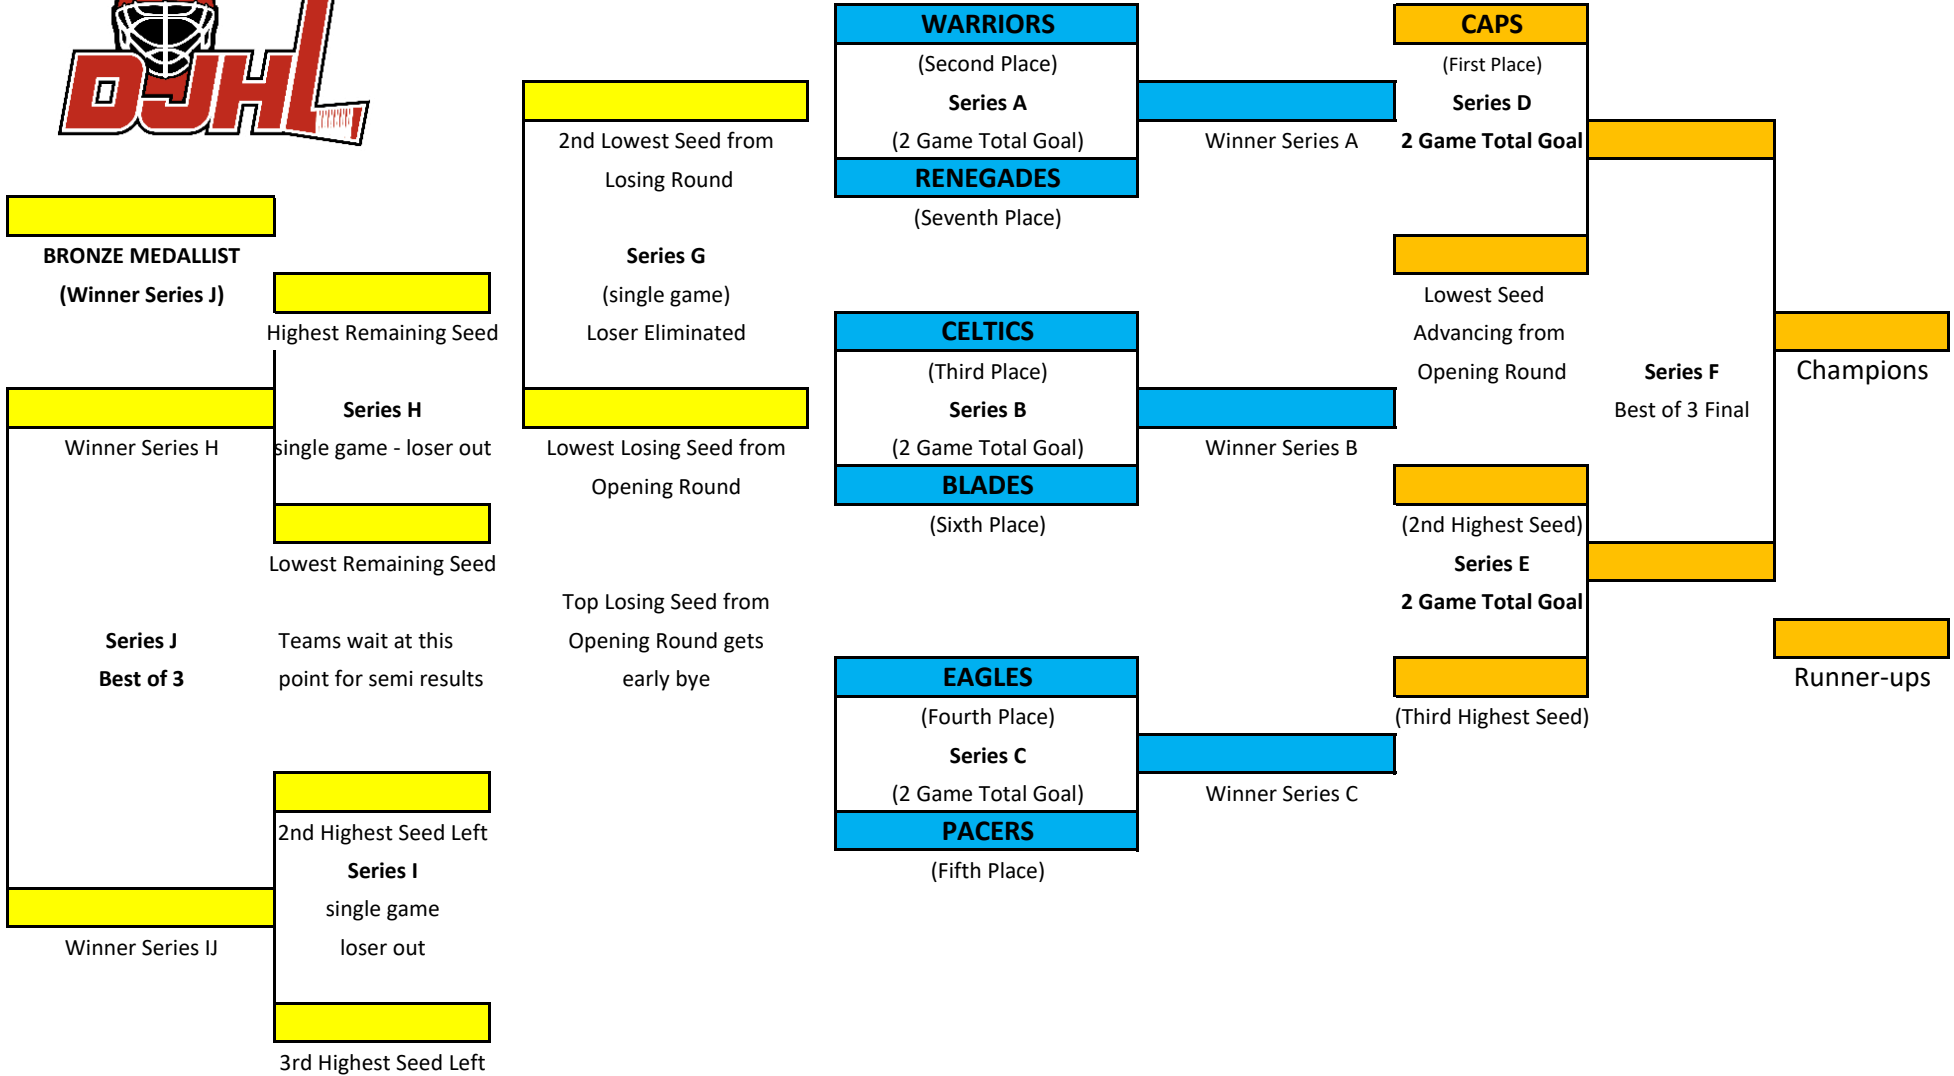 DJHL
BRONZE MEDALLIST
(Winner Series J)
Winner Series H
Series J
Best of 3
Winner Series IJ
Highest Remaining Seed
Series H
single game - loser out
Lowest Remaining Seed
Teams wait at this
point for semi results
2nd Highest Seed Left
Series I
single game
loser out
3rd Highest Seed Left
2nd Lowest Seed from
Losing Round
Series G
(single game)
Loser Eliminated
Lowest Losing Seed from
Opening Round
Top Losing Seed from
Opening Round gets
early bye
WARRIORS
(Second Place)
Series A
(2 Game Total Goal)
RENEGADES
(Seventh Place)
CELTICS
(Third Place)
Series B
(2 Game Total Goal)
BLADES
(Sixth Place)
EAGLES
(Fourth Place)
Series C
(2 Game Total Goal)
PACERS
(Fifth Place)
Winner Series A
Winner Series B
Winner Series C
CAPS
(First Place)
Series D
2 Game Total Goal
Lowest Seed
Advancing from
Opening Round
(2nd Highest Seed)
Series E
2 Game Total Goal
(Third Highest Seed)
Series F
Best of 3 Final
Champions
Runner-ups